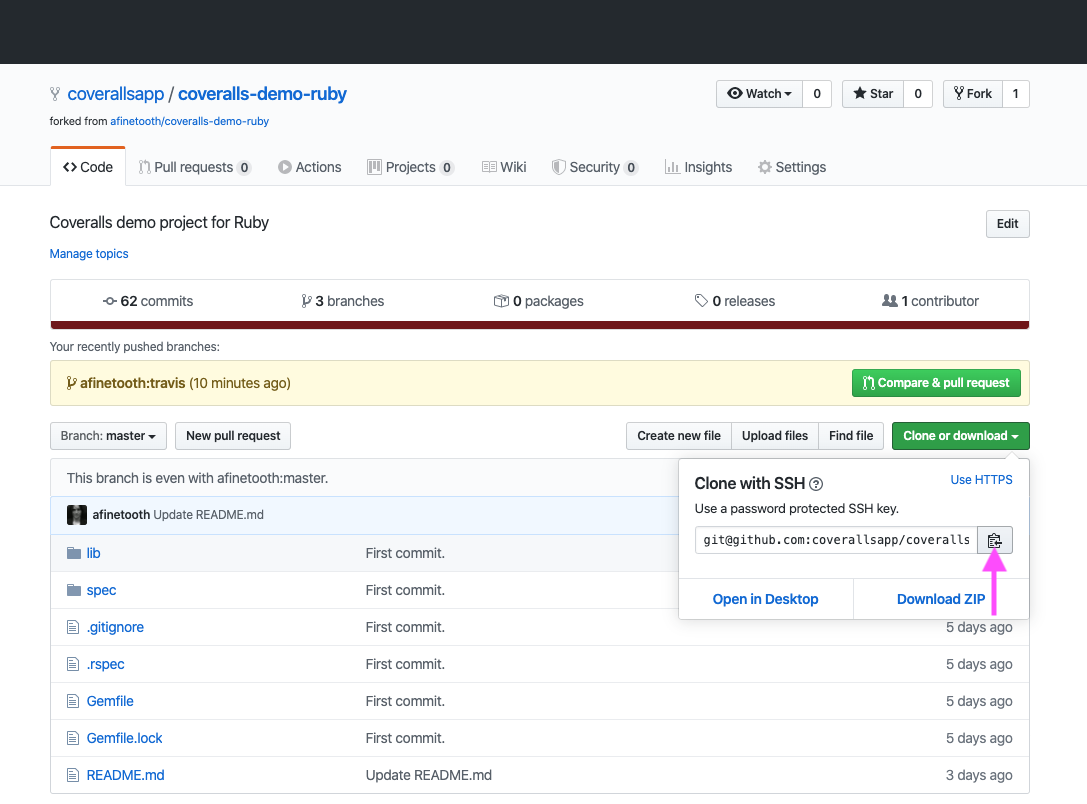 coverallsapp / coveralls-demo-ruby
Watch 0 Star 0 Fork 1
forked from afinetooth/coveralls-demo-ruby
Code Pull requests 0 Actions Projects 0 Wiki Security 0 Insights Settings
Coveralls demo project for Ruby
Edit
Manage topics
62 commits 3 branches 0 packages 0 releases 1 contributor
Your recently pushed branches:
afinetooth:travis (10 minutes ago) Compare & pull request
Branch: master New pull request Create new file Upload files Find file Clone or download
This branch is even with afinetooth:master.
Clone with SSH ? Use HTTPS
Use a password protected SSH key.
git@github.com:coverallsapp/coveralls
Open in Desktop Download ZIP
afinetooth Update README.md
lib First commit.
spec First commit.
.gitignore First commit. 5 days ago
.rspec First commit. 5 days ago
Gemfile First commit. 5 days ago
Gemfile.lock First commit. 5 days ago
README.md Update README.md 3 days ago